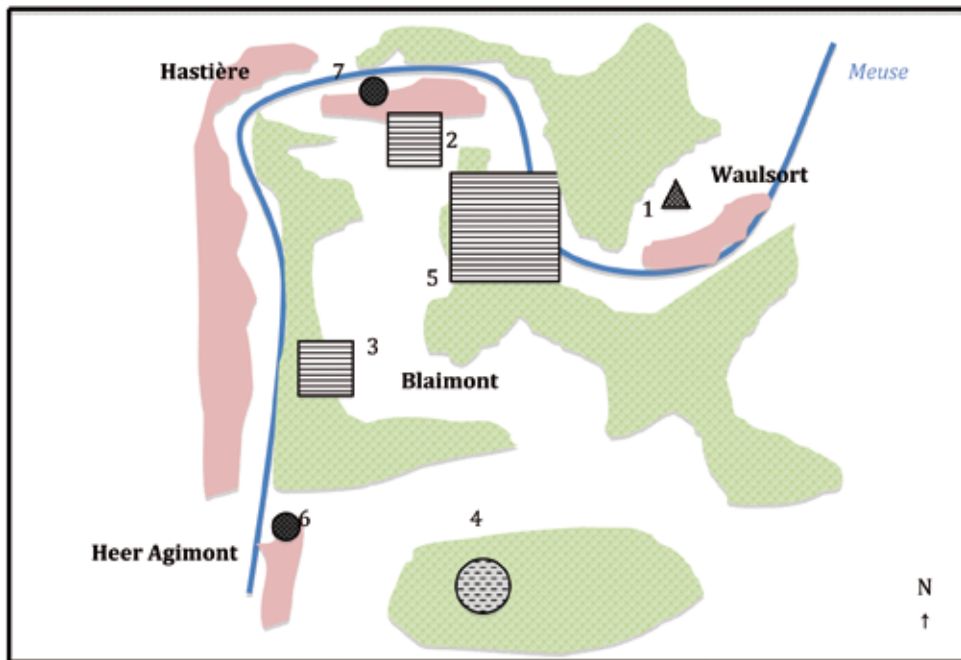 Hastière
7
Meuse
2
Waulsort
1
5
3
Blaimont
6
4
Heer Agimont
N
↑